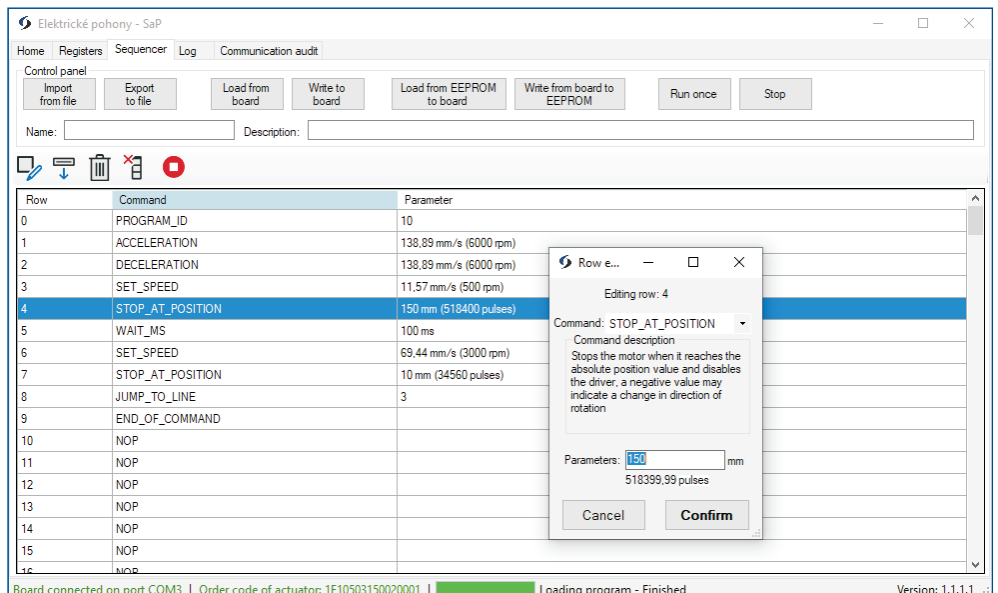 Elektrické pohony - SaP
Home Registers Sequencer Log Communication audit
Control panel
Import from file
Export to file
Load from board
Write to board
Load from EEPROM to board
Write from board to EEPROM
Run once
Stop
Name: Description:
Row Command Parameter
0 PROGRAM_ID 10
1 ACCELERATION 138,89 mm/s (6000 rpm)
2 DECELERATION 138,89 mm/s (6000 rpm)
3 SET_SPEED 11,57 mm/s (500 rpm)
4 STOP_AT_POSITION 150 mm (518400 pulses)
5 WAIT_MS 100 ms
6 SET_SPEED 69,44 mm/s (3000 rpm)
7 STOP_AT_POSITION 10 mm (34560 pulses)
8 JUMP_TO_LINE 3
9 END_OF_COMMAND
10 NOP
11 NOP
12 NOP
13 NOP
14 NOP
15 NOP
16 NOP
Row e...
Editing row: 4
Command: STOP_AT_POSITION
Command description
Stops the motor when it reaches the
absolute position value and disables
the driver, a negative value may
indicate a change in direction of
rotation
Parameters: 150 mm
518399,99 pulses
Cancel Confirm
Board connected on port COM3 | Order code of actuator: 1F10503150020001 | Loading program - Finished Version: 1.1.1.1